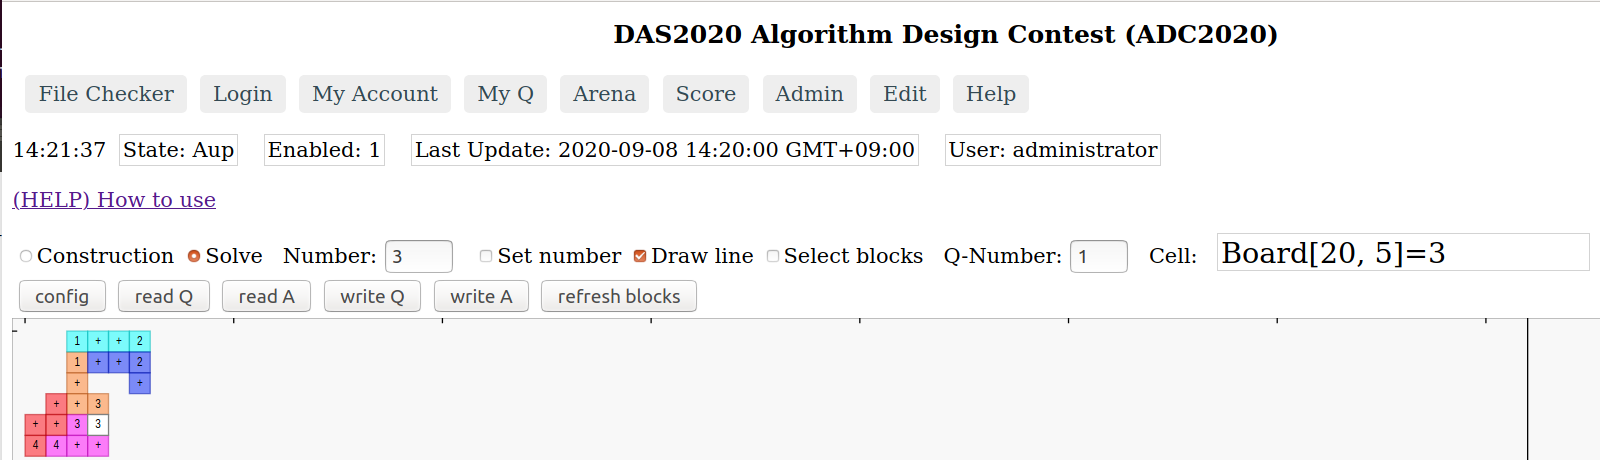 DAS2020 Algorithm Design Contest (ADC2020)
File Checker Login My Account My Q Arena Score Admin Edit Help
14:21:37 State: Aup Enabled: 1 Last Update: 2020-09-08 14:20:00 GMT+09:00 User: administrator
(HELP) How to use
Construction Solve Number: 3 Set number Draw line Select blocks Q-Number: 1 Cell: Board[20, 5]=3
config read Q read A write Q write A refresh blocks
1 + + 2
1 + + 2
+ +
+ + 3
+ + 3 3
4 4 + +